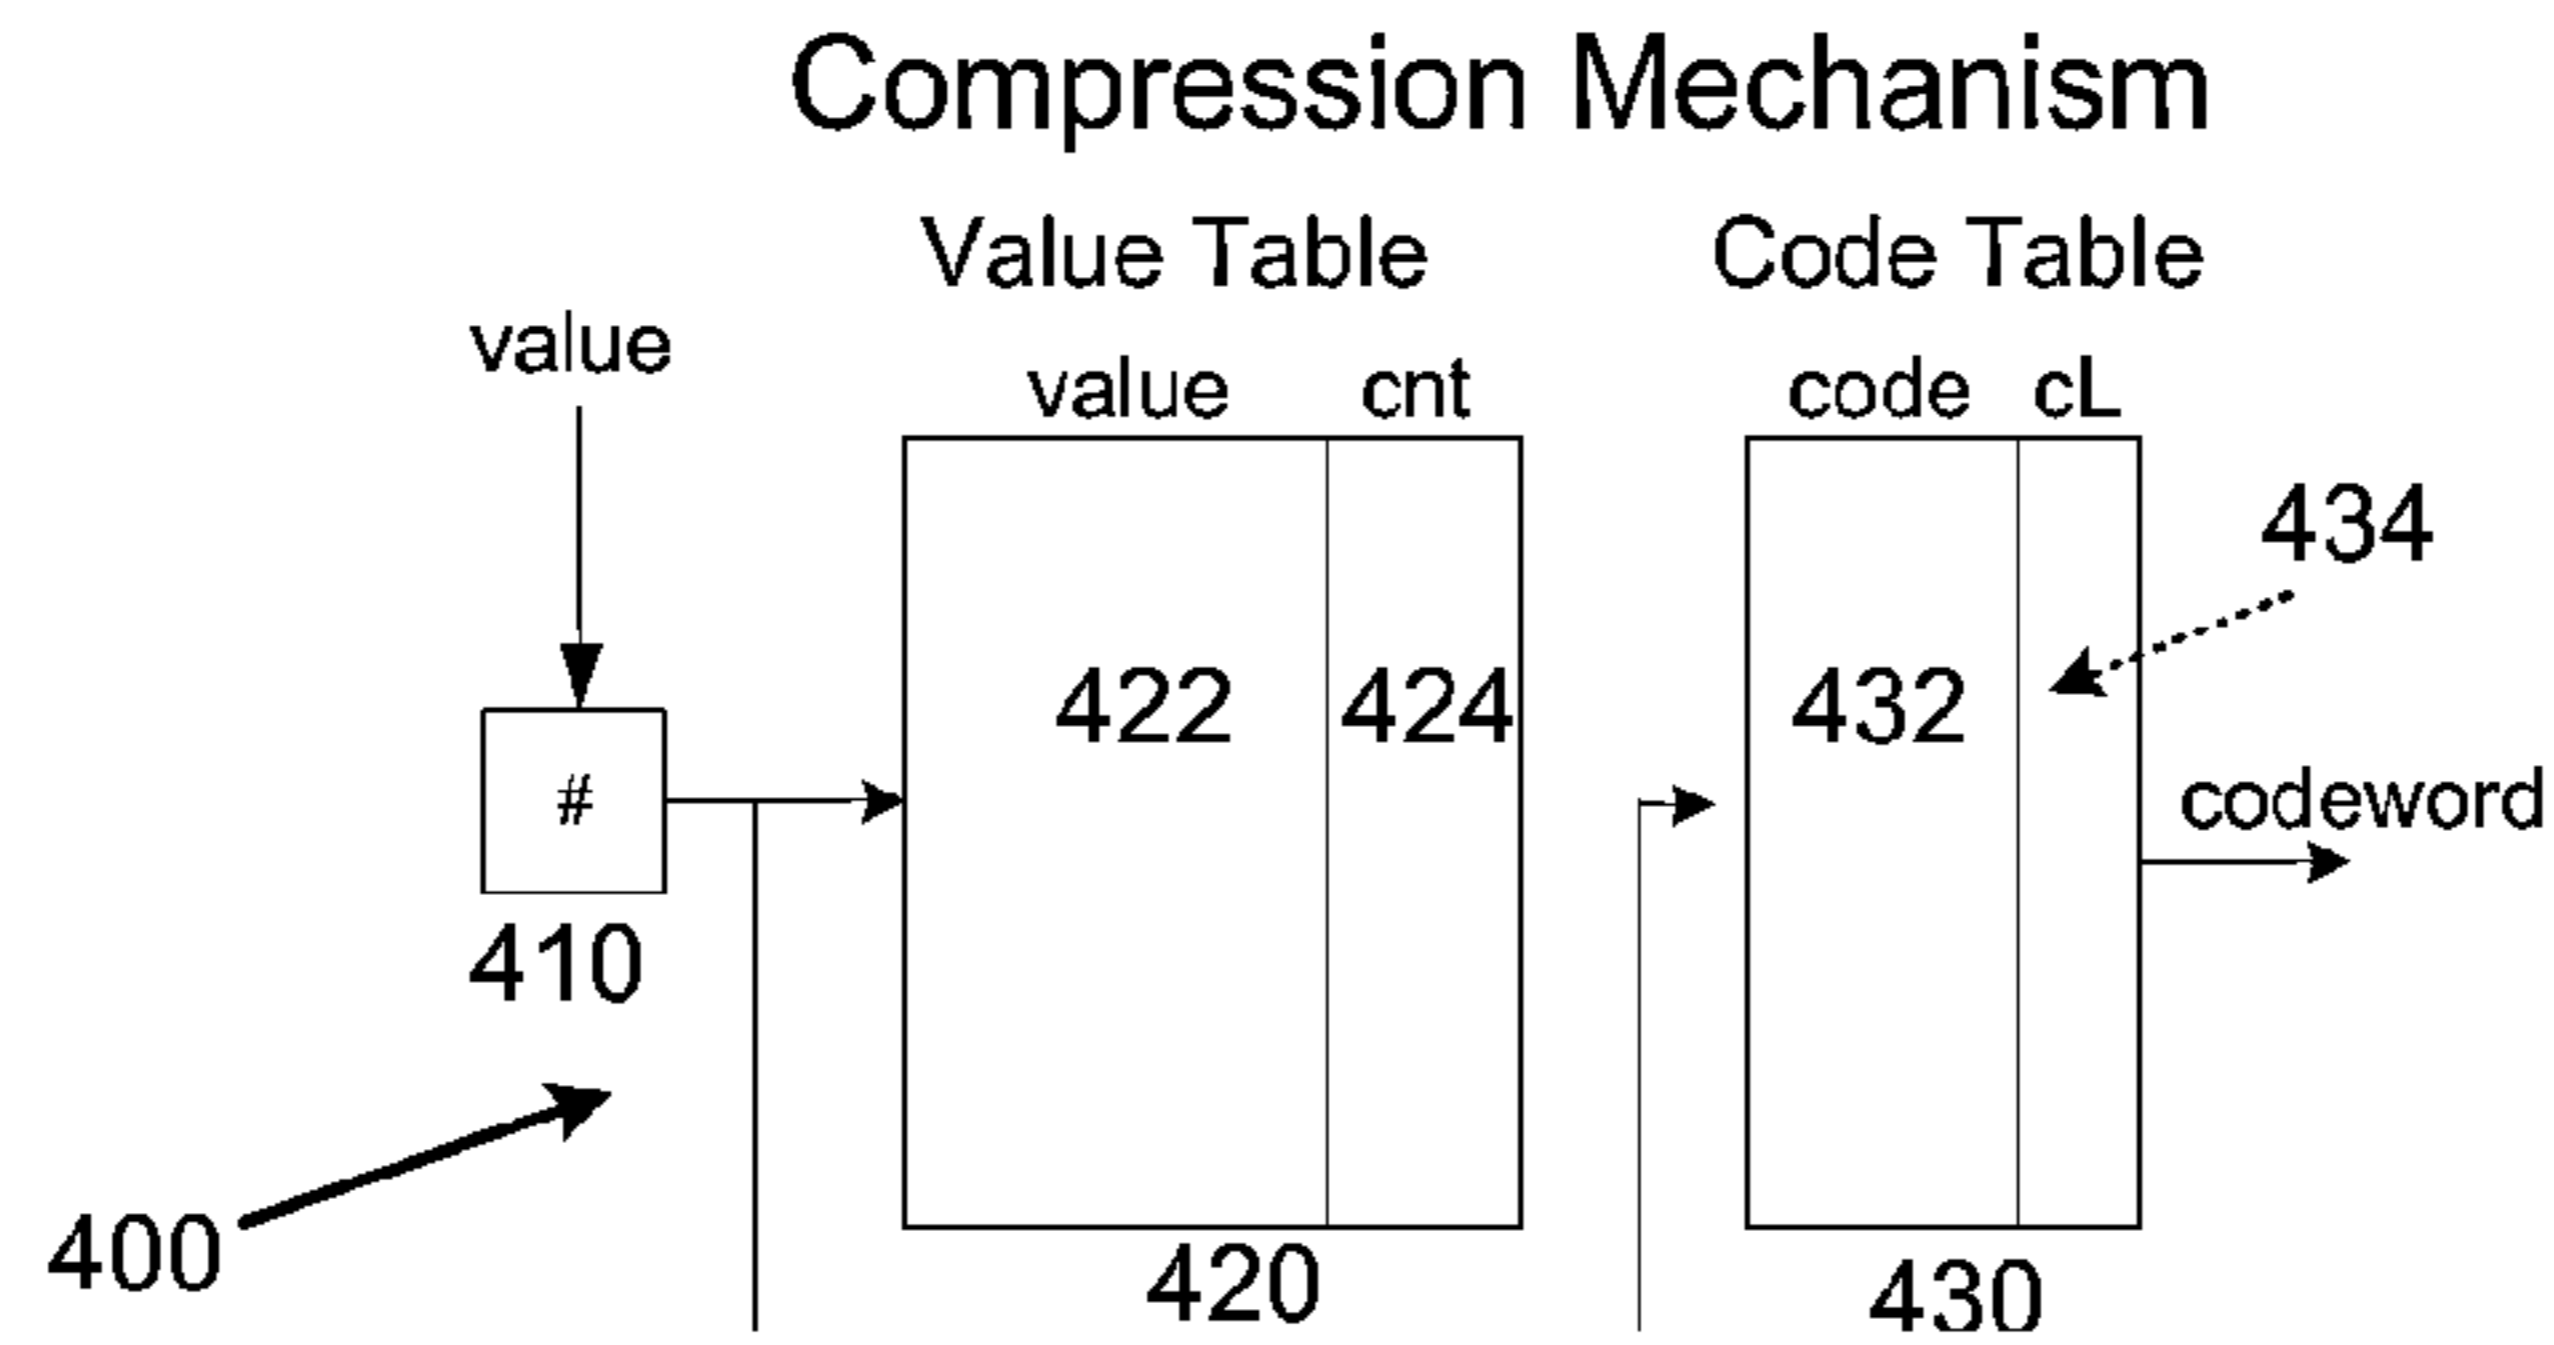 Compression Mechanism
Value Table Code Table
value
value cnt code cL
434
422 424 432
#
codeword
410
400
420 430